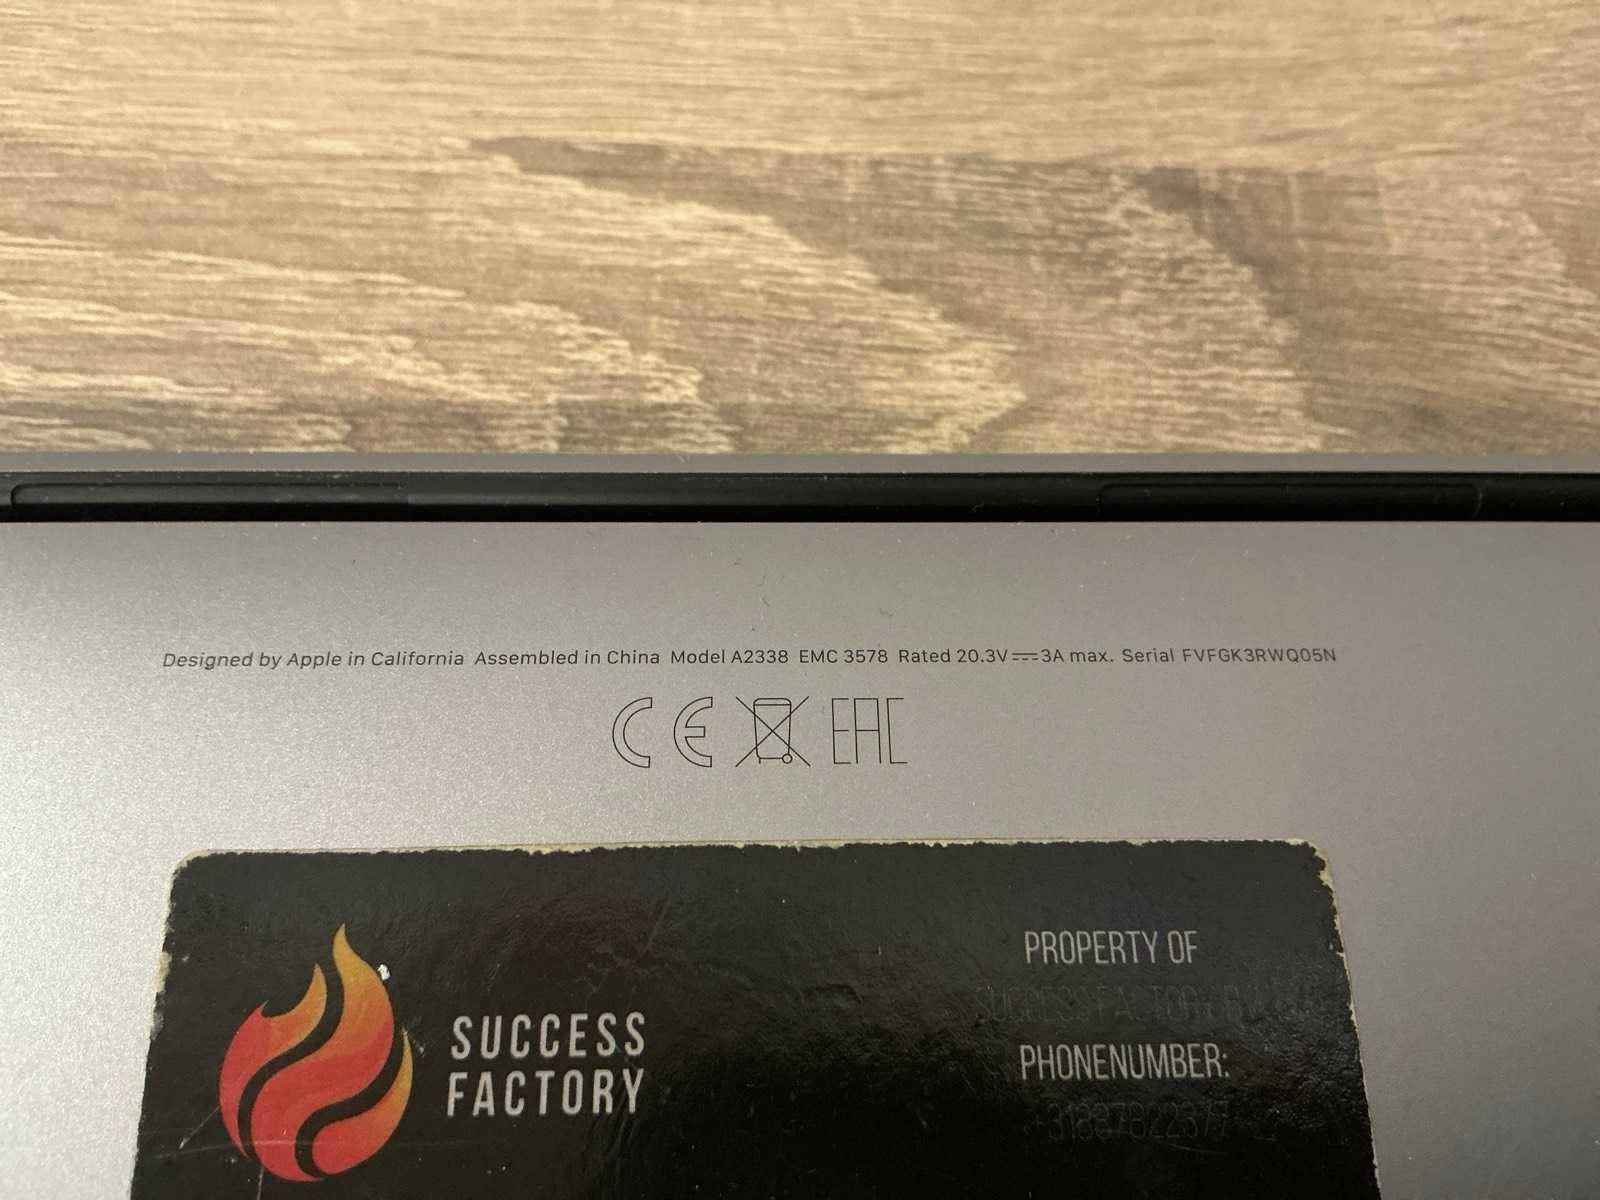 Designed by Apple in California Assembled in China Model A2338 EMC 3578 Rated 20.3V⎓3A max. Serial FVFGK3RWQ05N
CE EAC
SUCCESS
FACTORY
PROPERTY OF
SUCCESSFACTORY
PHONENUMBER: